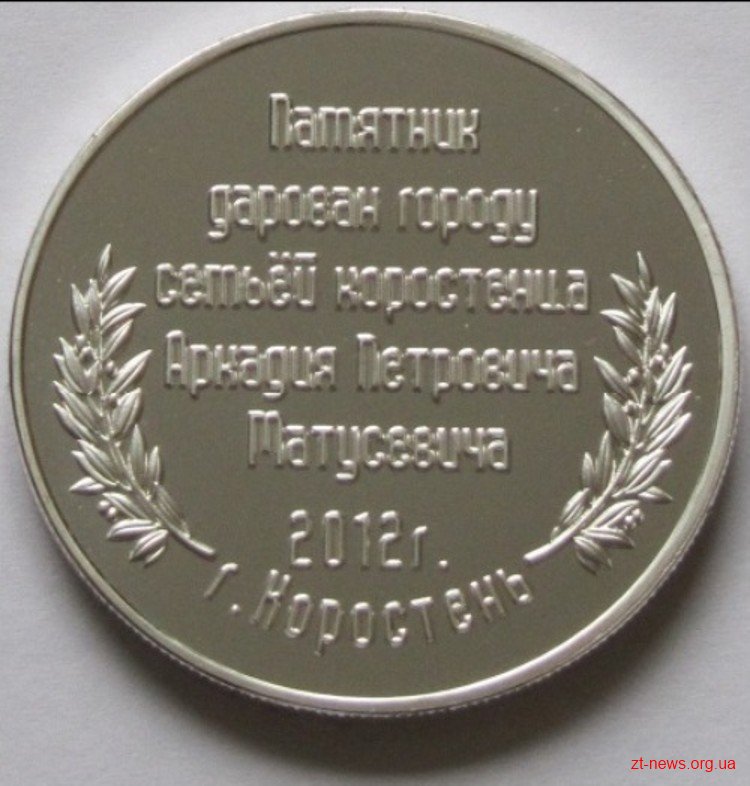 Памятник
дарован городу
семьёй коростенца
Аркадия Петровича
Матусевича
2012г.
г. Коростень
zt-news.org.ua